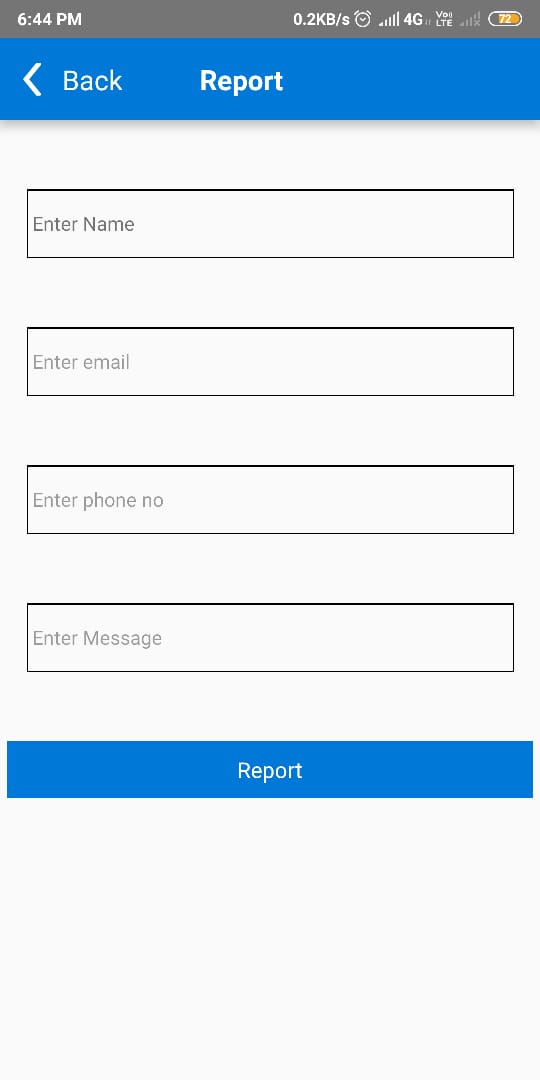 6:44 PM 0.2KB/s 4G Vo LTE 72
Back Report
Enter Name
Enter email
Enter phone no
Enter Message
Report